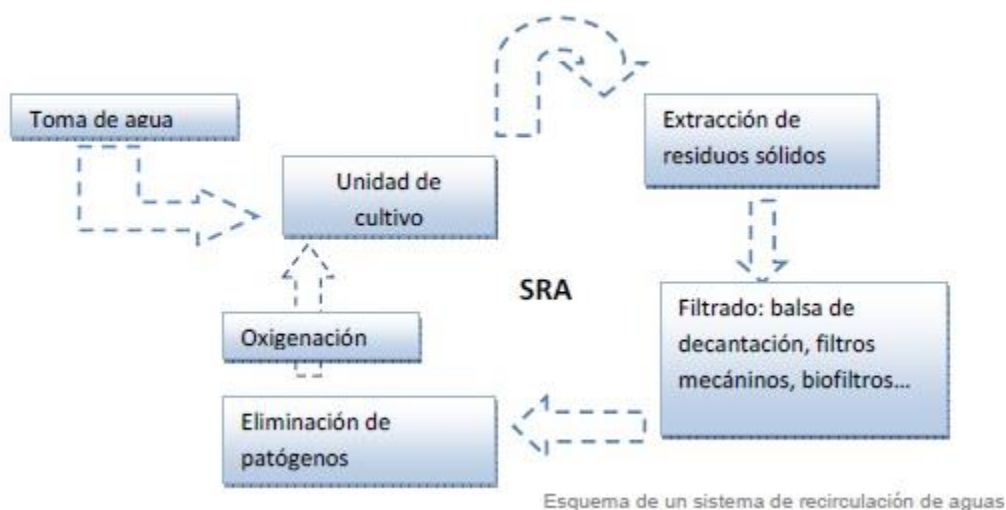 Toma de agua
Unidad de
cultivo
Extracción de
residuos sólidos
SRA
Filtrado: balsa de
decantación, filtros
mecáninos, biofiltros...
Oxigenación
Eliminación de
patógenos
Esquema de un sistema de recirculación de aguas